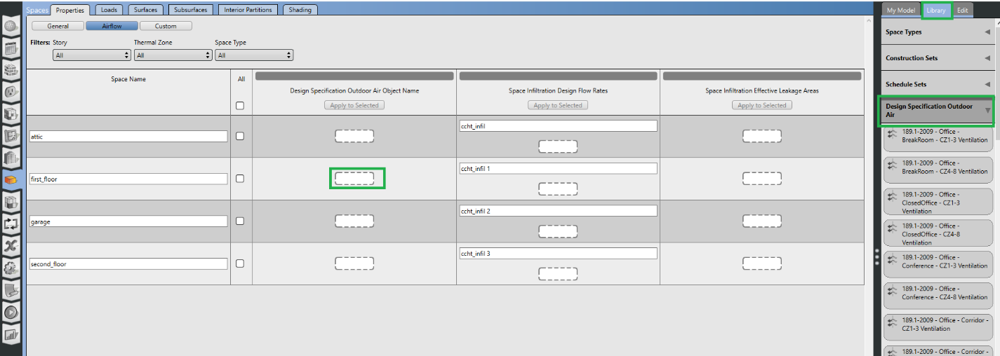 Spaces Properties Loads Surfaces Subsurfaces Interior Partitions Shading
General Airflow Custom
Filters: Story Thermal Zone Space Type
All All All
Space Name All
Design Specification Outdoor Air Object Name
Apply to Selected
Space Infiltration Design Flow Rates
Apply to Selected
Space Infiltration Effective Leakage Areas
Apply to Selected
attic
ccht_infil
first_floor
ccht_infil 1
garage
ccht_infil 2
second_floor
ccht_infil 3
My Model Library Edit
Space Types
Construction Sets
Schedule Sets
Design Specification Outdoor
Air
189.1-2009 - Office -
BreakRoom - CZ1-3 Ventilation
189.1-2009 - Office -
BreakRoom - CZ4-8 Ventilation
189.1-2009 - Office -
ClosedOffice - CZ1-3
Ventilation
189.1-2009 - Office -
ClosedOffice - CZ4-8
Ventilation
189.1-2009 - Office -
Conference - CZ1-3 Ventilation
189.1-2009 - Office -
Conference - CZ4-8 Ventilation
189.1-2009 - Office - Corridor -
CZ1-3 Ventilation
189.1-2009 - Office - Corridor -